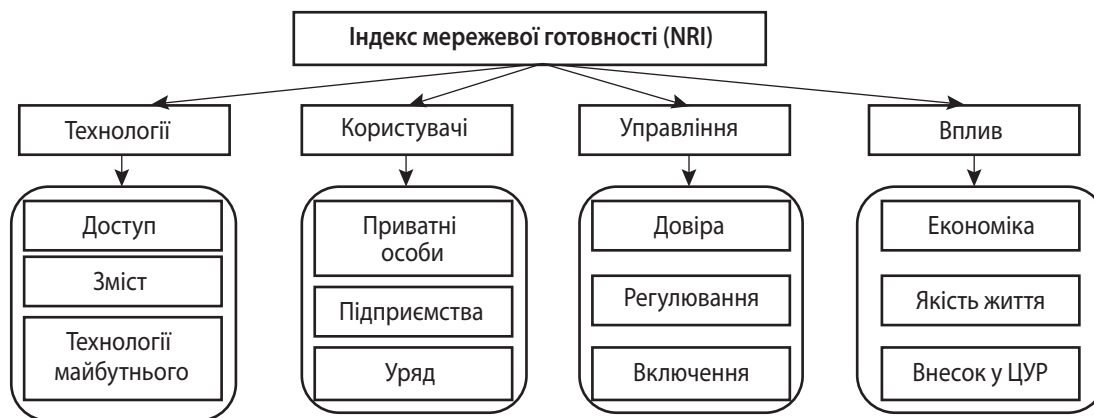 Індекс мережевої готовності (NRI)
Технології
Користувачі
Управління
Вплив
Доступ
Зміст
Технології
майбутнього
Приватні
особи
Підприємства
Уряд
Довіра
Регулювання
Включення
Економіка
Якість життя
Внесок у ЦУР